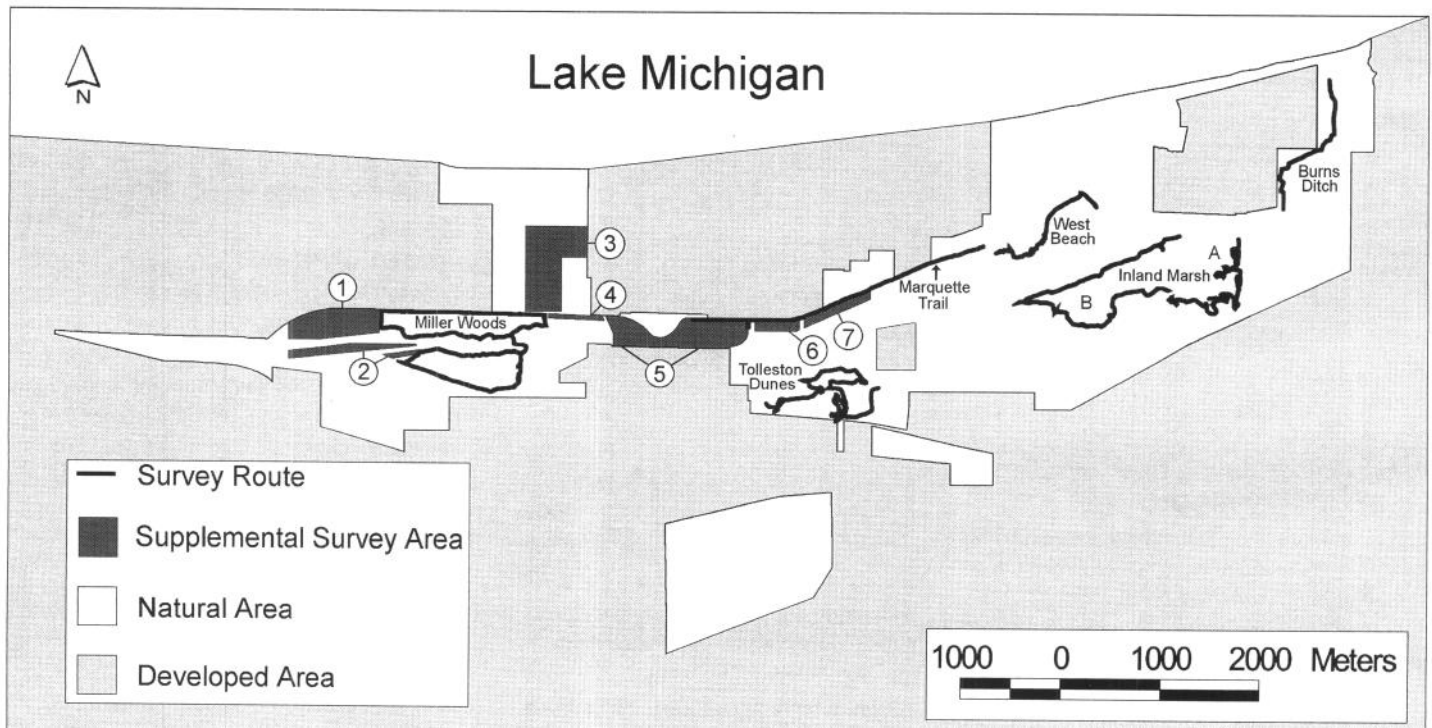 Lake Michigan
N
Burns
Ditch
West
Beach
A
Inland Marsh
B
Marquette
Trail
3
1
4
Miller Woods
7
6
2
5
Tolleston
Dunes
Survey Route
Supplemental Survey Area
Natural Area
Developed Area
1000 0 1000 2000 Meters